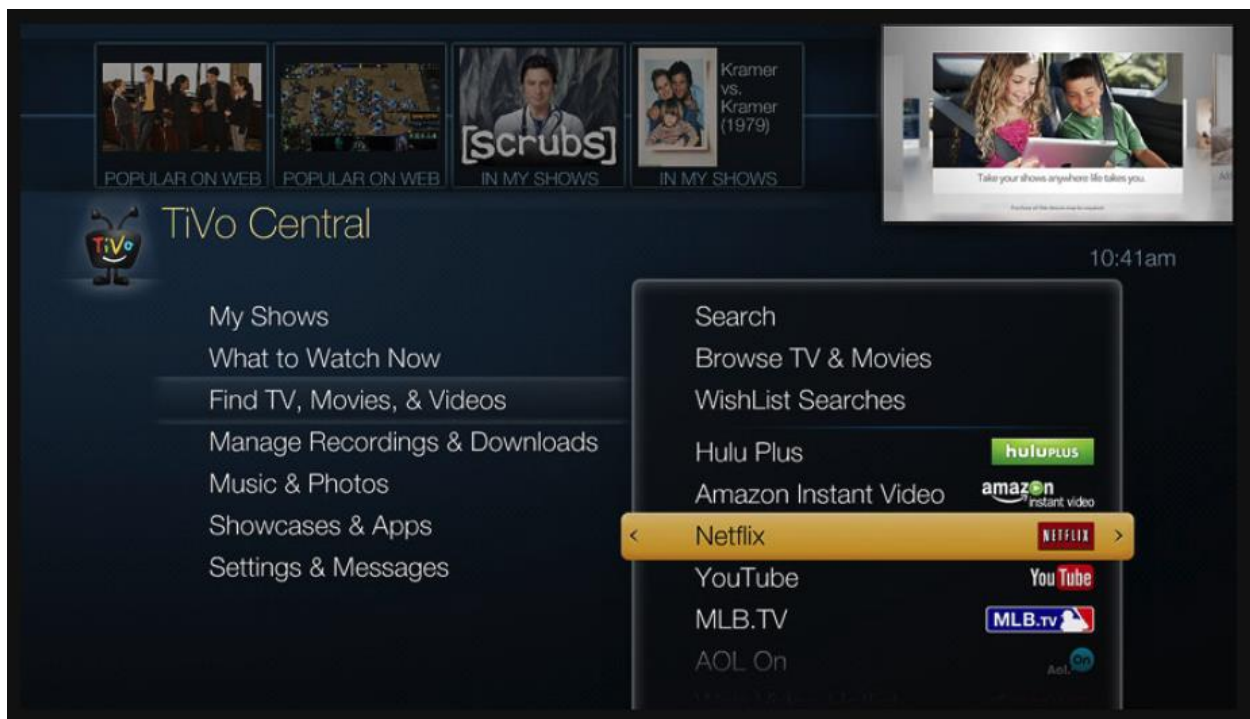 Kramer
vs.
Kramer
(1979)
[scrubs]
POPULAR ON WEB
POPULAR ON WEB
IN MY SHOWS
IN MY SHOWS
Take your shows anywhere life takes you.
TiVo
TiVo Central
10:41am
My Shows
What to Watch Now
Find TV, Movies, & Videos
Manage Recordings & Downloads
Music & Photos
Showcases & Apps
Settings & Messages
Search
Browse TV & Movies
WishList Searches
Hulu Plus
huluPLUS
Amazon Instant Video
amazon
instant video
< Netflix NETFLIX >
YouTube
You Tube
MLB.TV
MLB.TV
AOL On
Aol. On